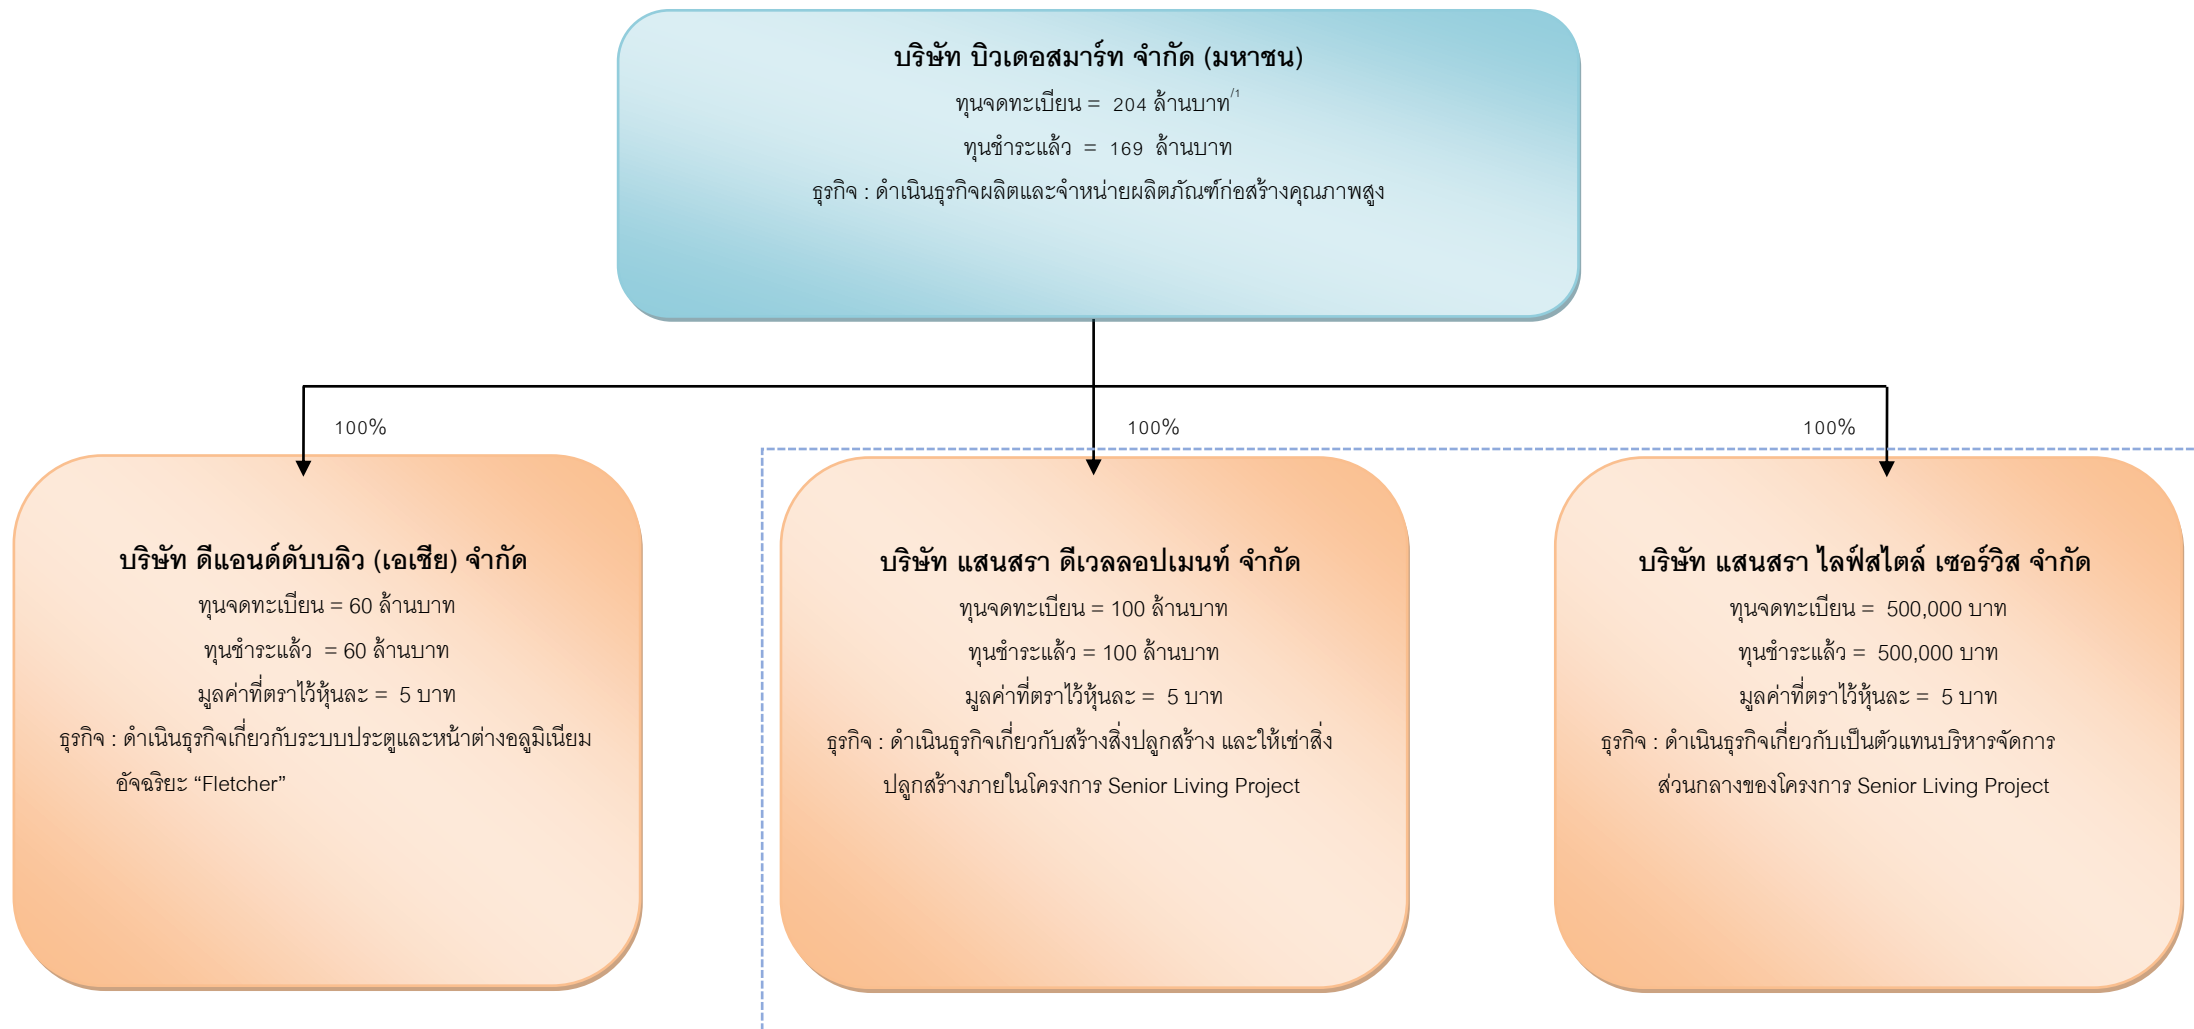 บริษัท บิวเดอสมาร์ท จำกัด (มหาชน)
ทุนจดทะเบียน = 204 ล้านบาท/1
ทุนชำระแล้ว = 169 ล้านบาท
ธุรกิจ : ดำเนินธุรกิจผลิตและจำหน่ายผลิตภัณฑ์ก่อสร้างคุณภาพสูง
100%
100%
100%
บริษัท ดีแอนด์ดับบลิว (เอเชีย) จำกัด
ทุนจดทะเบียน = 60 ล้านบาท
ทุนชำระแล้ว = 60 ล้านบาท
มูลค่าที่ตราไว้หุ้นละ = 5 บาท
ธุรกิจ : ดำเนินธุรกิจเกี่ยวกับระบบประตูและหน้าต่างอลูมิเนียม
อัจฉริยะ “Fletcher”
บริษัท แสนสรา ดีเวลลอปเมนท์ จำกัด
ทุนจดทะเบียน = 100 ล้านบาท
ทุนชำระแล้ว = 100 ล้านบาท
มูลค่าที่ตราไว้หุ้นละ = 5 บาท
ธุรกิจ : ดำเนินธุรกิจเกี่ยวกับสร้างสิ่งปลูกสร้าง และให้เช่าสิ่ง
ปลูกสร้างภายในโครงการ Senior Living Project
บริษัท แสนสรา ไลฟ์สไตล์ เซอร์วิส จำกัด
ทุนจดทะเบียน = 500,000 บาท
ทุนชำระแล้ว = 500,000 บาท
มูลค่าที่ตราไว้หุ้นละ = 5 บาท
ธุรกิจ : ดำเนินธุรกิจเกี่ยวกับเป็นตัวแทนบริหารจัดการ
ส่วนกลางของโครงการ Senior Living Project